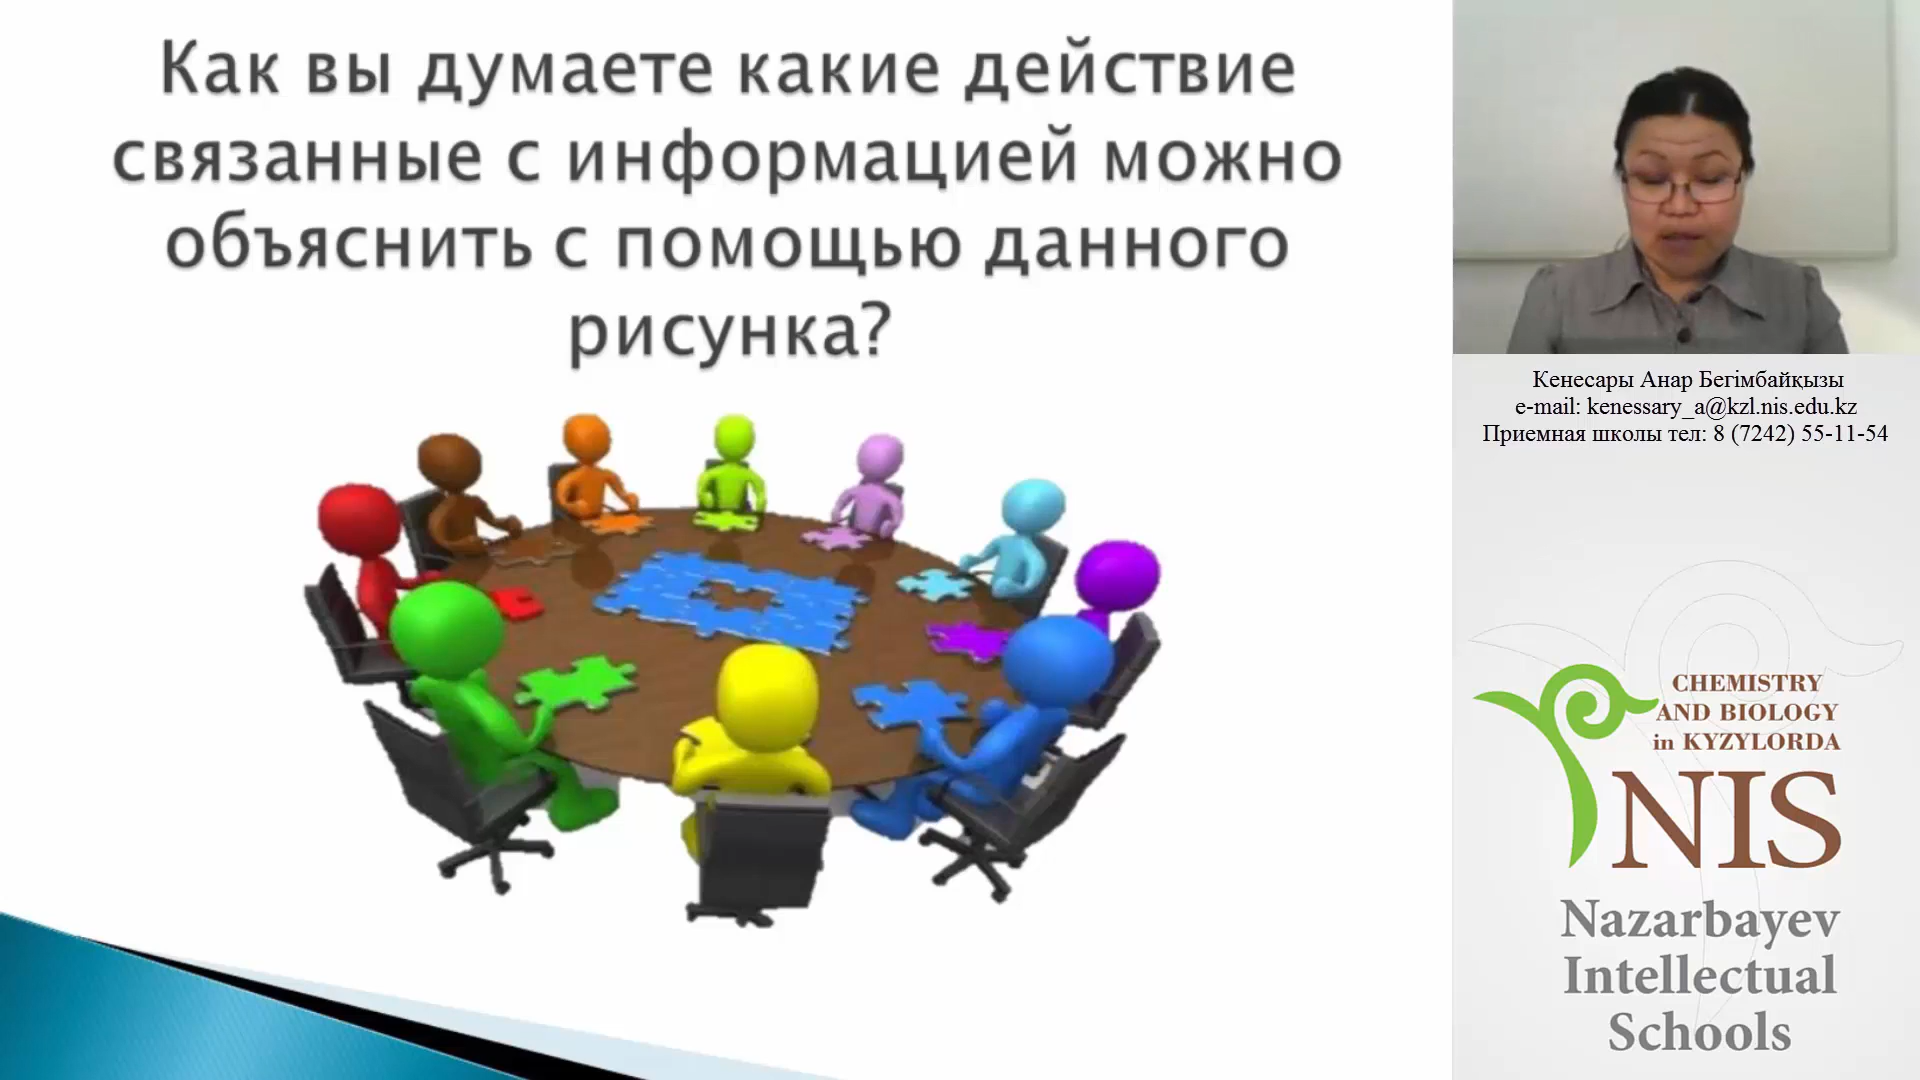 Как вы думаете какие действие
связанные с информацией можно
объяснить с помощью данного
рисунка?
Кенесары Анар Бегімбайқызы
e-mail: kenessary_a@kzl.nis.edu.kz
Приемная школы тел: 8 (7242) 55-11-54
CHEMISTRY
AND BIOLOGY
in KYZYLORDA
NIS
Nazarbayev
Intellectual
Schools